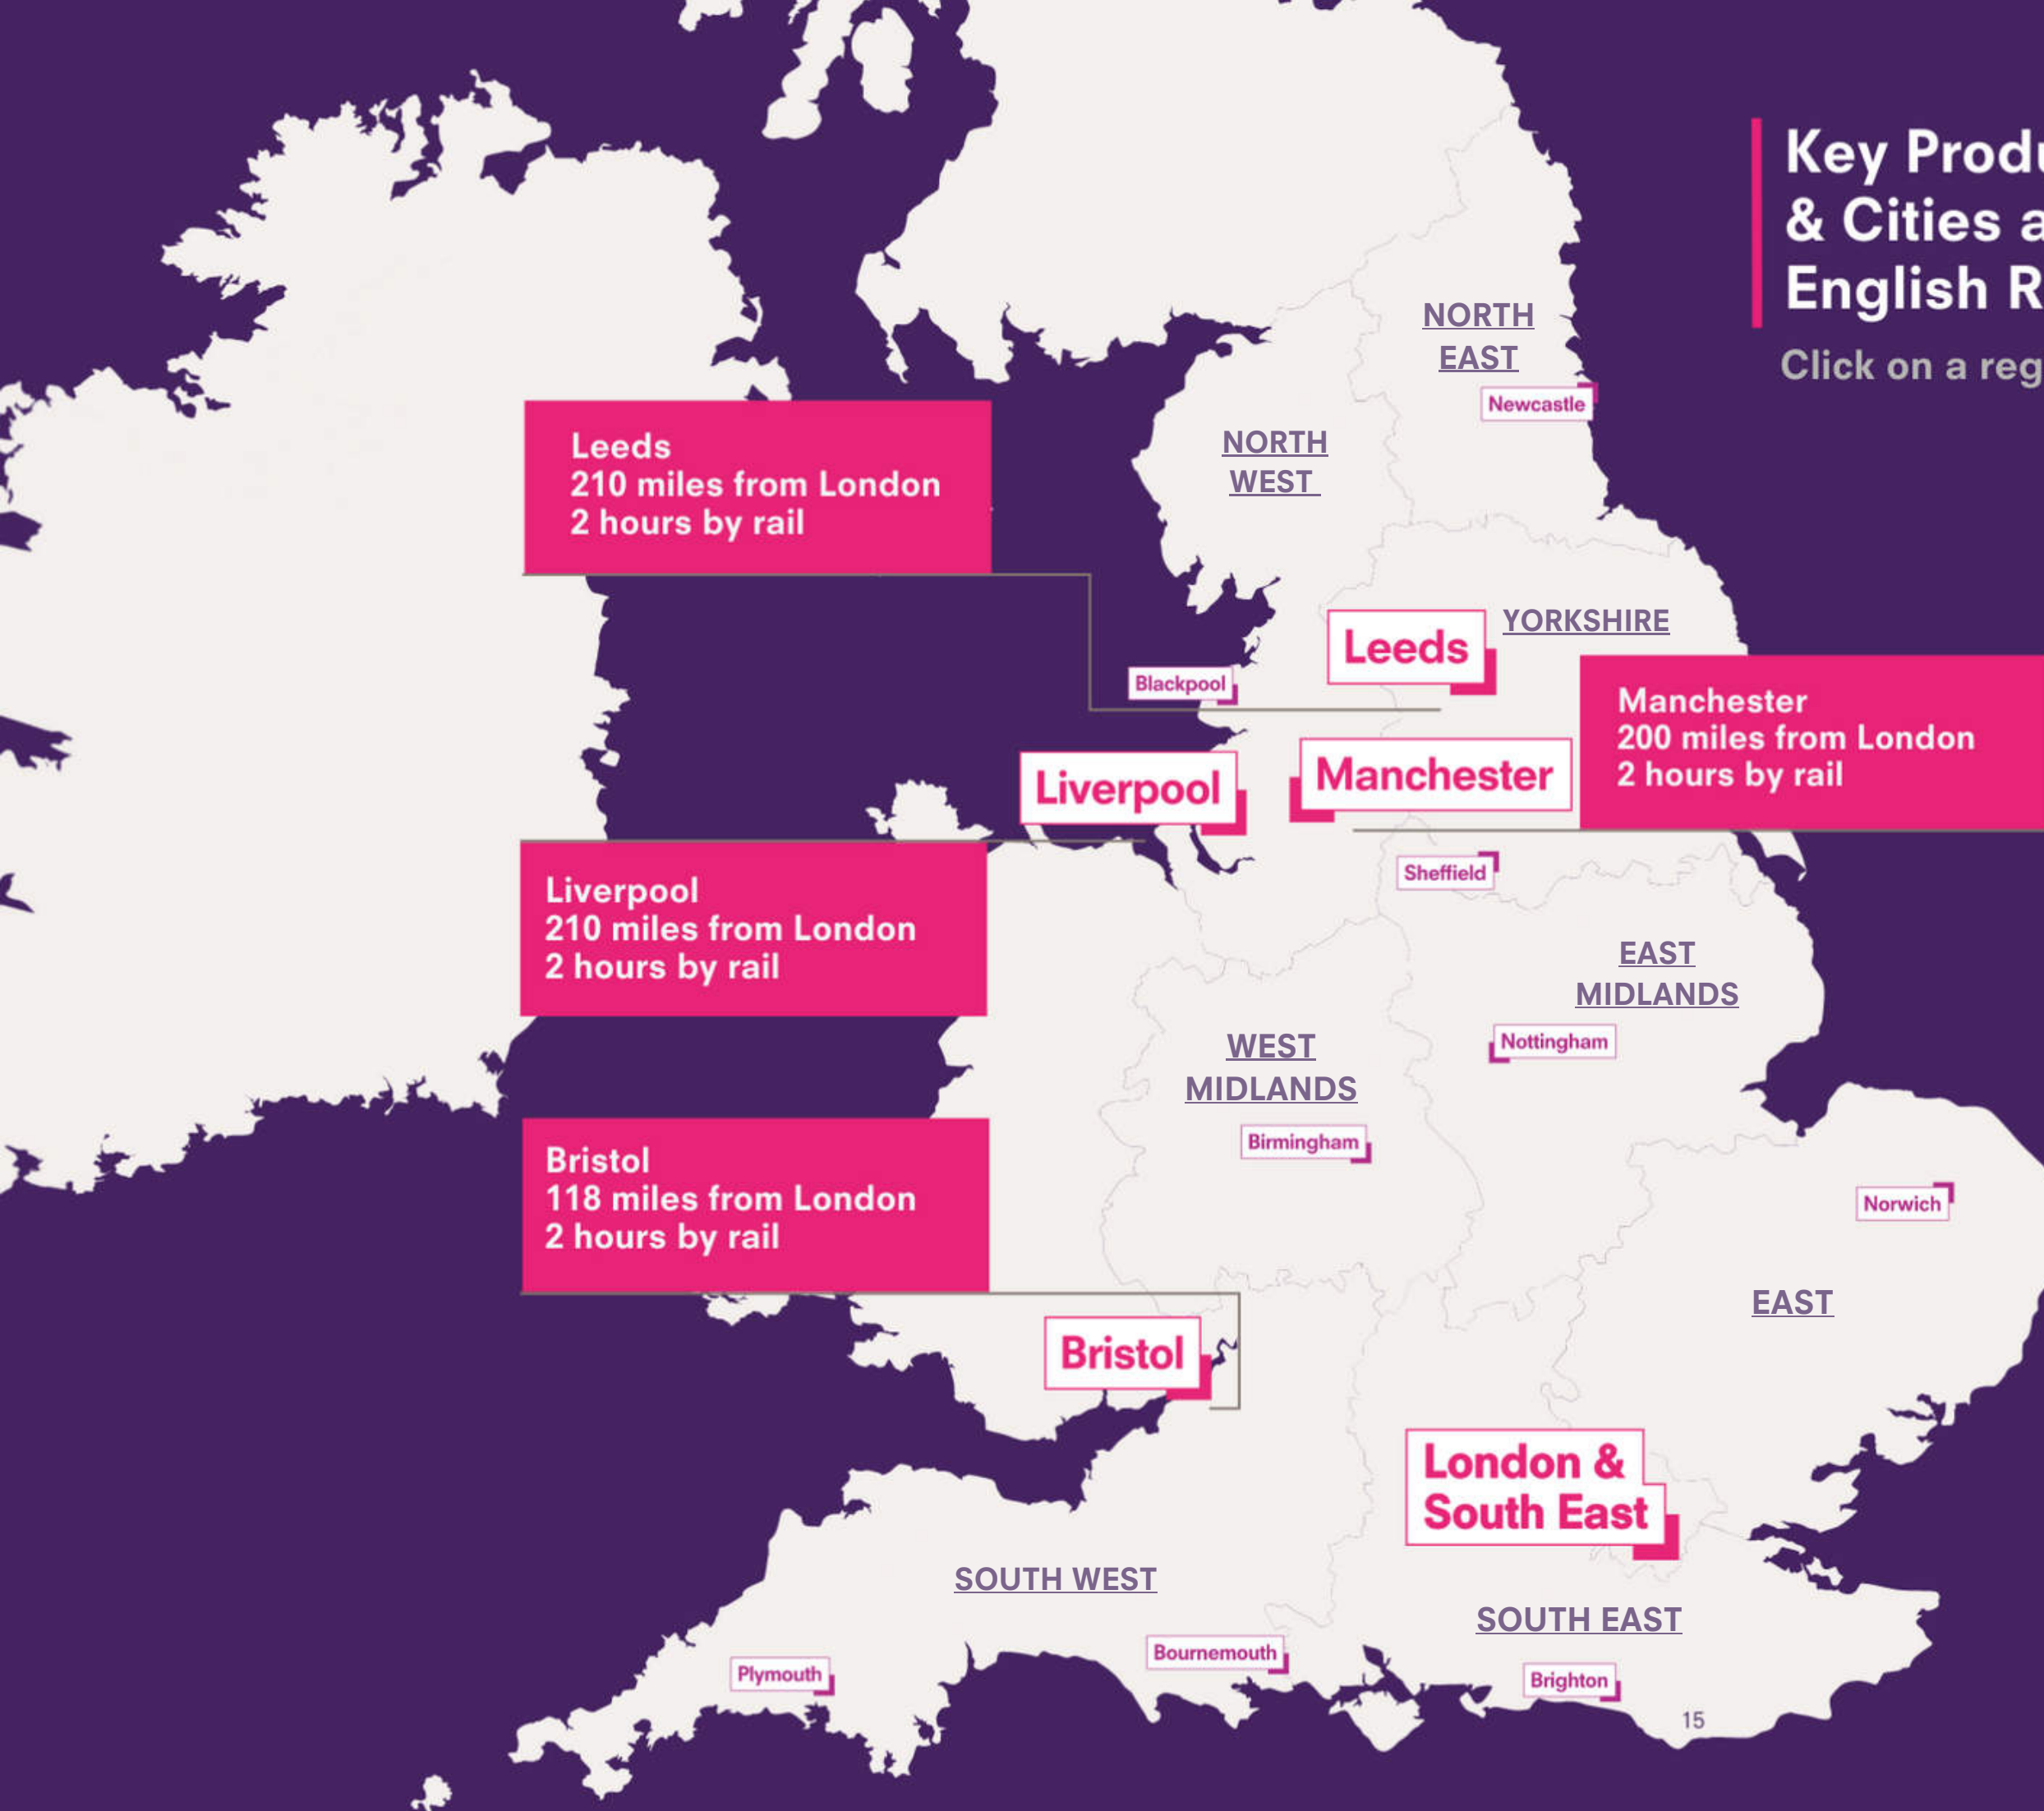 Key Produ
& Cities a
English R
Click on a reg
NORTH
EAST
Newcastle
NORTH
WEST
Leeds
210 miles from London
2 hours by rail
YORKSHIRE
Leeds
Blackpool
Manchester
200 miles from London
2 hours by rail
Manchester
Liverpool
Liverpool
210 miles from London
2 hours by rail
Sheffield
EAST
MIDLANDS
Nottingham
WEST
MIDLANDS
Birmingham
Bristol
118 miles from London
2 hours by rail
Norwich
EAST
Bristol
London &
South East
SOUTH WEST
SOUTH EAST
Bournemouth
Plymouth
Brighton
15